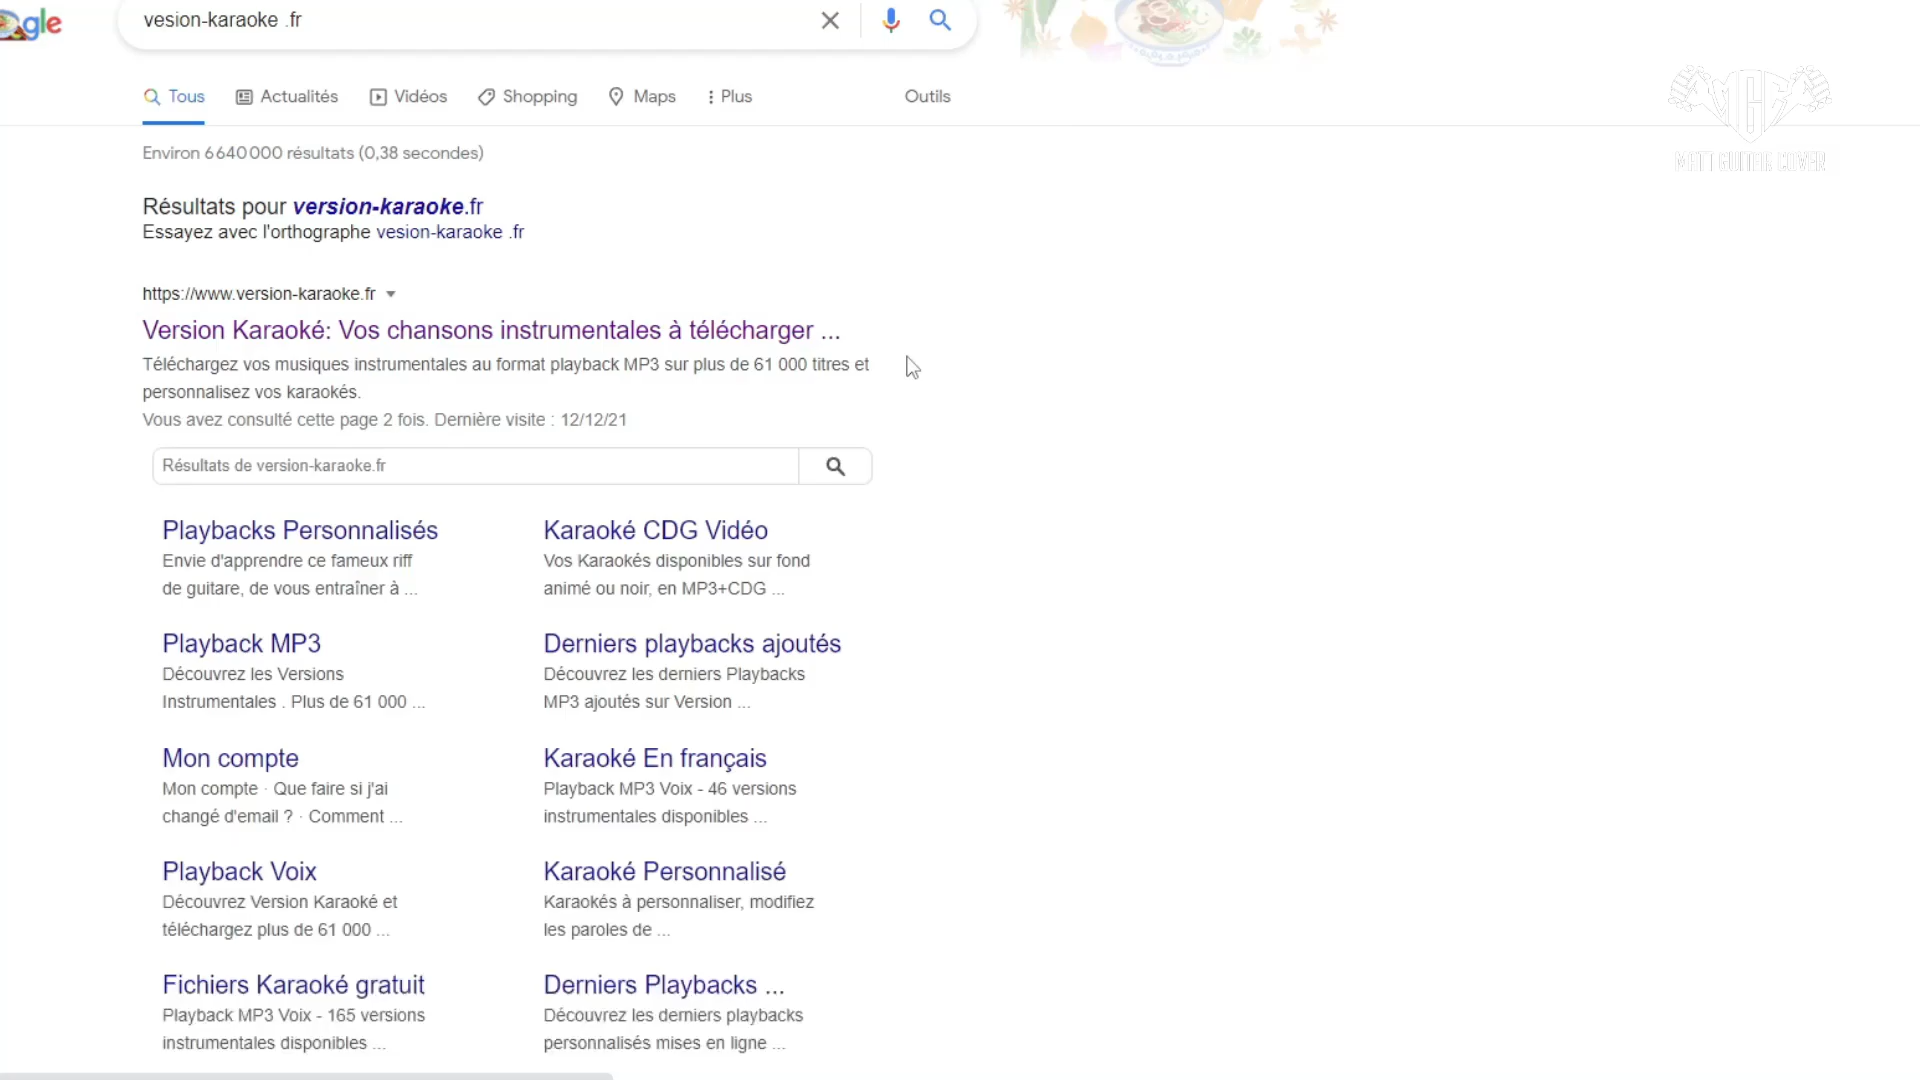 gle
vesion-karaoke .fr
Tous Actualités Vidéos Shopping Maps Plus Outils
Environ 6 640 000 résultats (0,38 secondes)
Résultats pour version-karaoke.fr
Essayez avec l'orthographe vesion-karaoke .fr
https://www.version-karaoke.fr
Version Karaoké: Vos chansons instrumentales à télécharger ...
Téléchargez vos musiques instrumentales au format playback MP3 sur plus de 61 000 titres et
personnalisez vos karaokés.
Vous avez consulté cette page 2 fois. Dernière visite : 12/12/21
Résultats de version-karaoke.fr
Playbacks Personnalisés
Envie d'apprendre ce fameux riff
de guitare, de vous entraîner à ...
Karaoké CDG Vidéo
Vos Karaokés disponibles sur fond
animé ou noir, en MP3+CDG ...
Playback MP3
Découvrez les Versions
Instrumentales . Plus de 61 000 ...
Derniers playbacks ajoutés
Découvrez les derniers Playbacks
MP3 ajoutés sur Version ...
Mon compte
Mon compte · Que faire si j'ai
changé d'email ? · Comment ...
Karaoké En français
Playback MP3 Voix - 46 versions
instrumentales disponibles ...
Playback Voix
Découvrez Version Karaoké et
téléchargez plus de 61 000 ...
Karaoké Personnalisé
Karaokés à personnaliser, modifiez
les paroles de ...
Fichiers Karaoké gratuit
Playback MP3 Voix - 165 versions
instrumentales disponibles ...
Derniers Playbacks ...
Découvrez les derniers playbacks
personnalisés mises en ligne ...
MGC
MATT GUITAR COVER